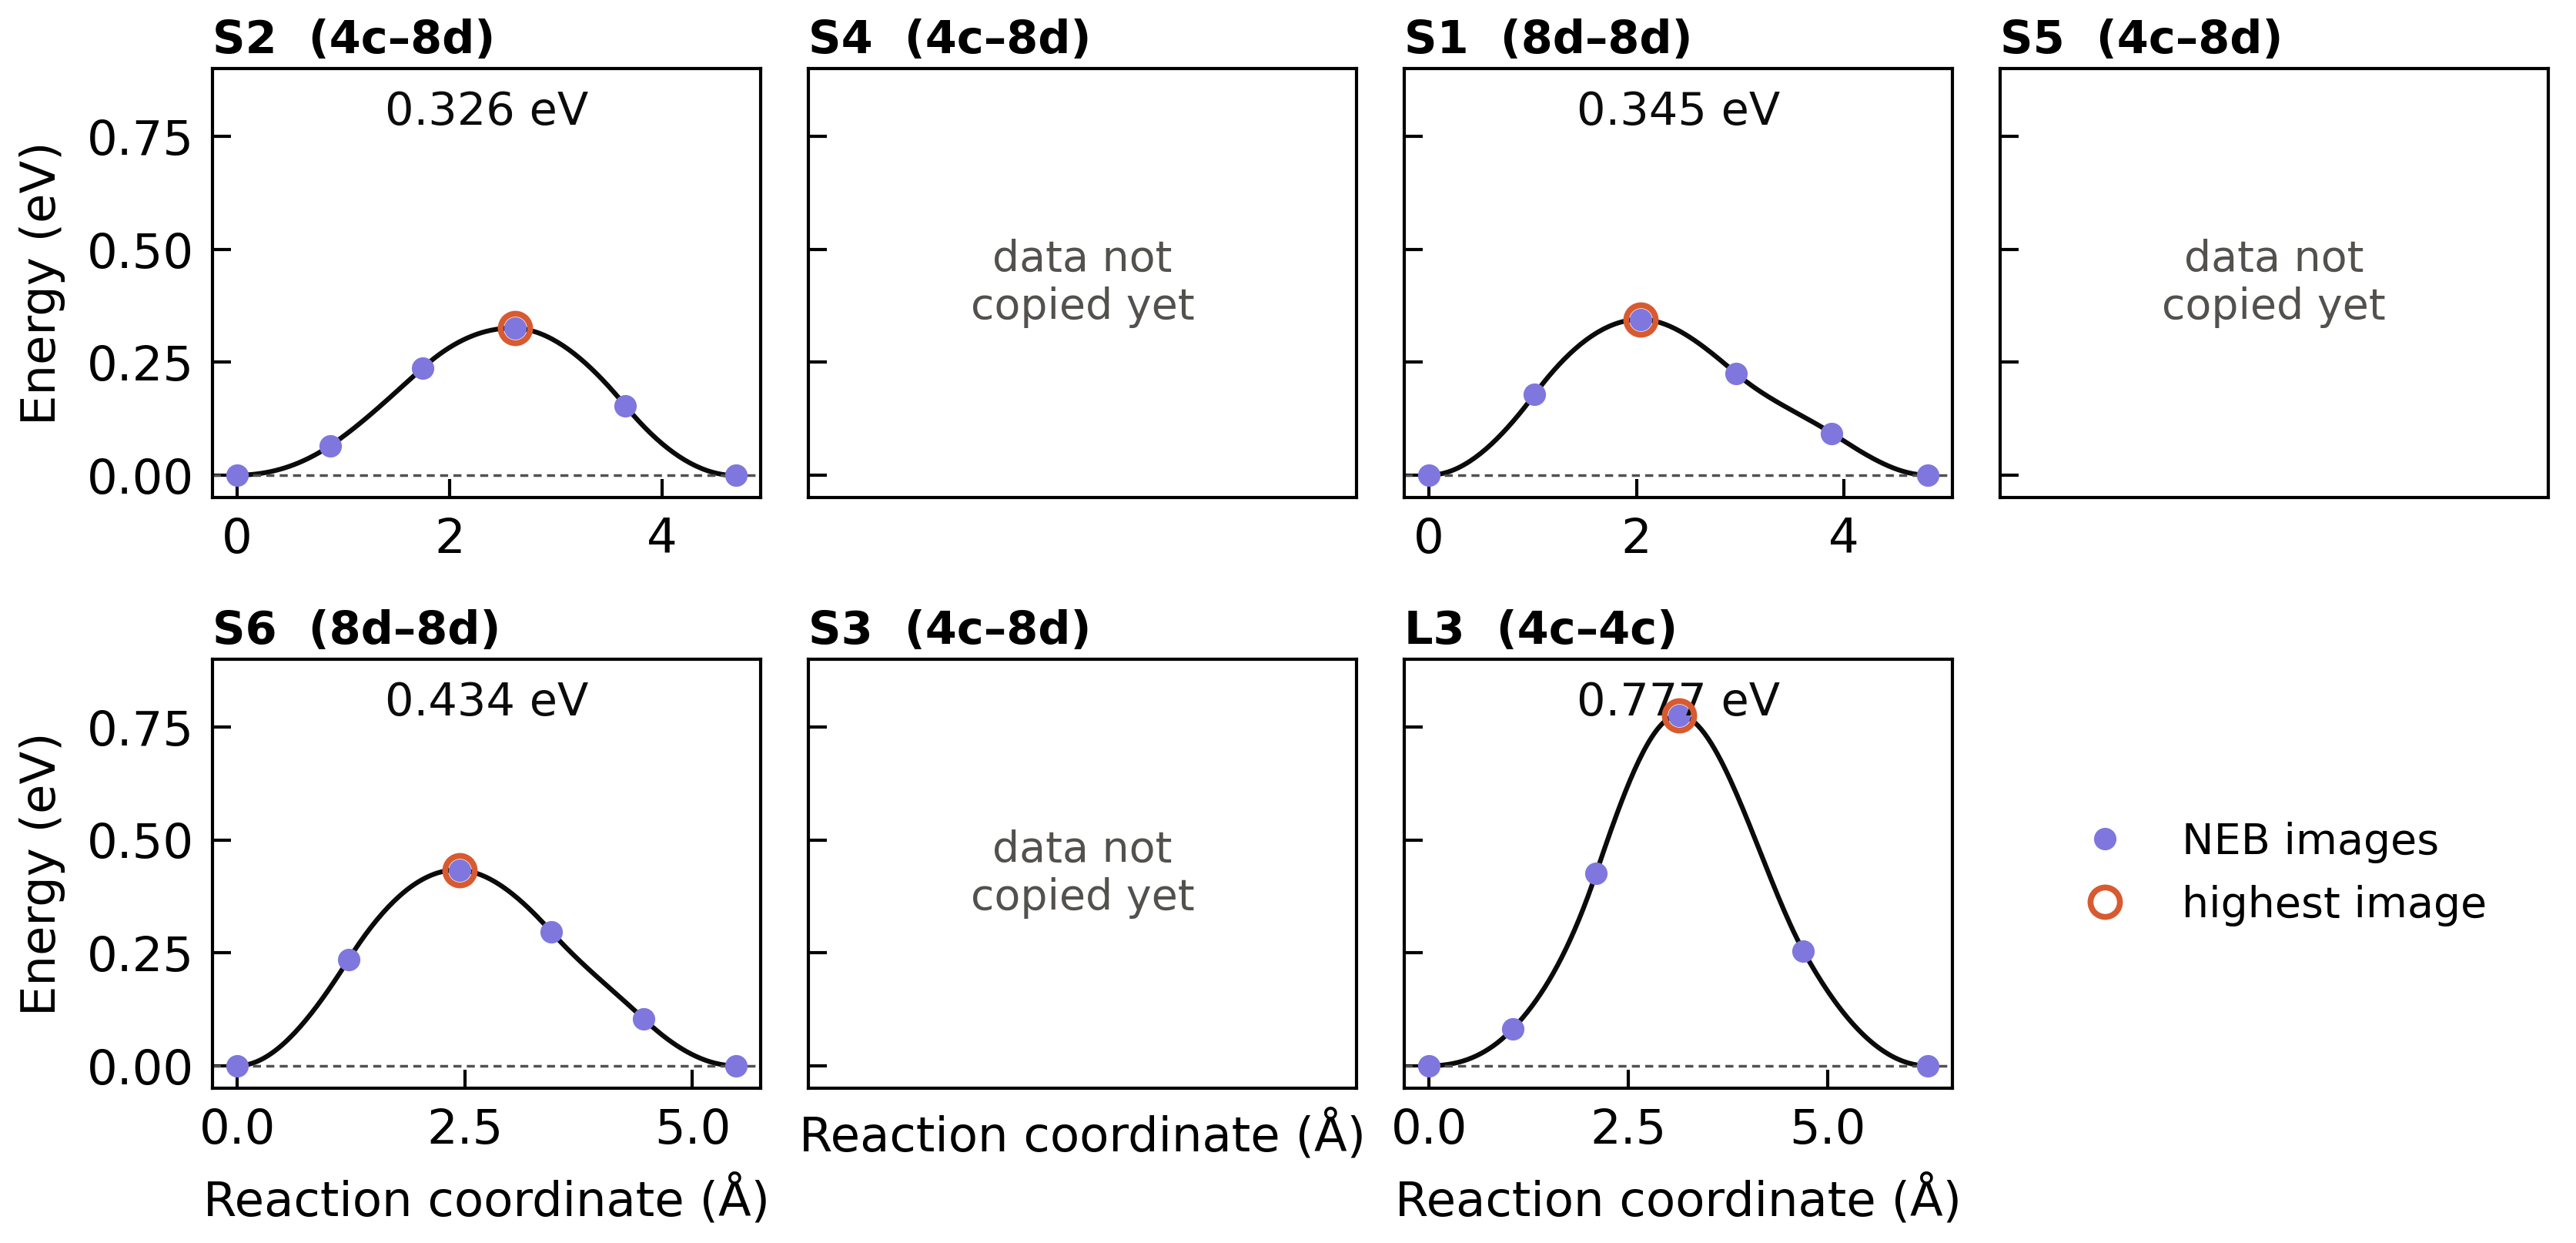 S2 (4c–8d)
S4 (4c–8d)
S1 (8d–8d)
S5 (4c–8d)
0.326 eV
0.345 eV
Energy (eV)
0.75
0.50
0.25
0.00
data not
copied yet
data not
copied yet
0 2 4
0 2 4
S6 (8d–8d)
S3 (4c–8d)
L3 (4c–4c)
0.434 eV
0.777 eV
Energy (eV)
0.75
0.50
0.25
0.00
data not
copied yet
NEB images
highest image
0.0 2.5 5.0
0.0 2.5 5.0
Reaction coordinate (Å)
Reaction coordinate (Å)
Reaction coordinate (Å)